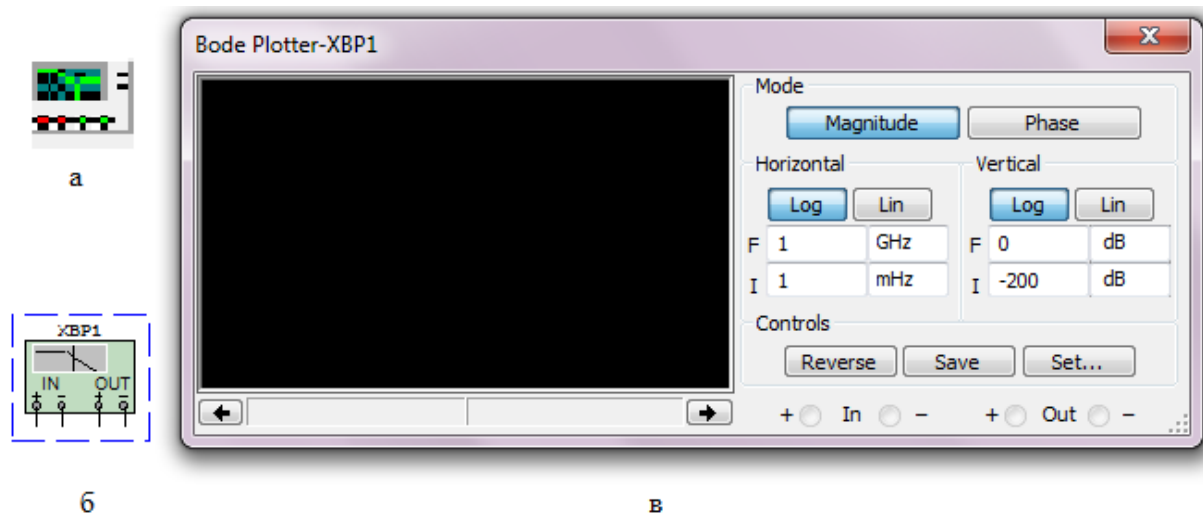 Bode Plotter-XBP1
X
Mode
Magnitude Phase
Horizontal Vertical
Log Lin Log Lin
F 1 GHz F 0 dB
I 1 mHz I -200 dB
Controls
Reverse Save Set...
+ In - + Out -
а
XBP1
IN OUT
+ - + -
б в